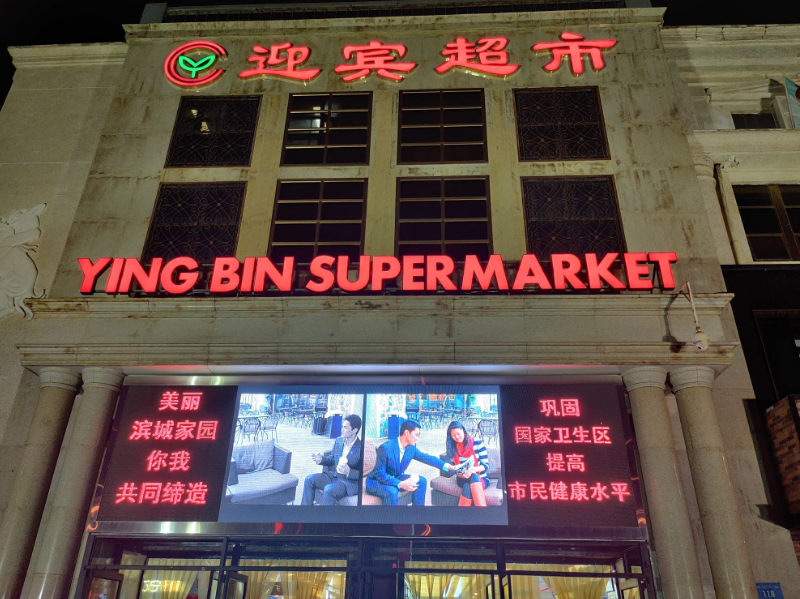 迎宾超市
YING BIN SUPERMARKET
美丽
滨城家园
你我
共同缔造
巩固
国家卫生区
提高
市民健康水平
118